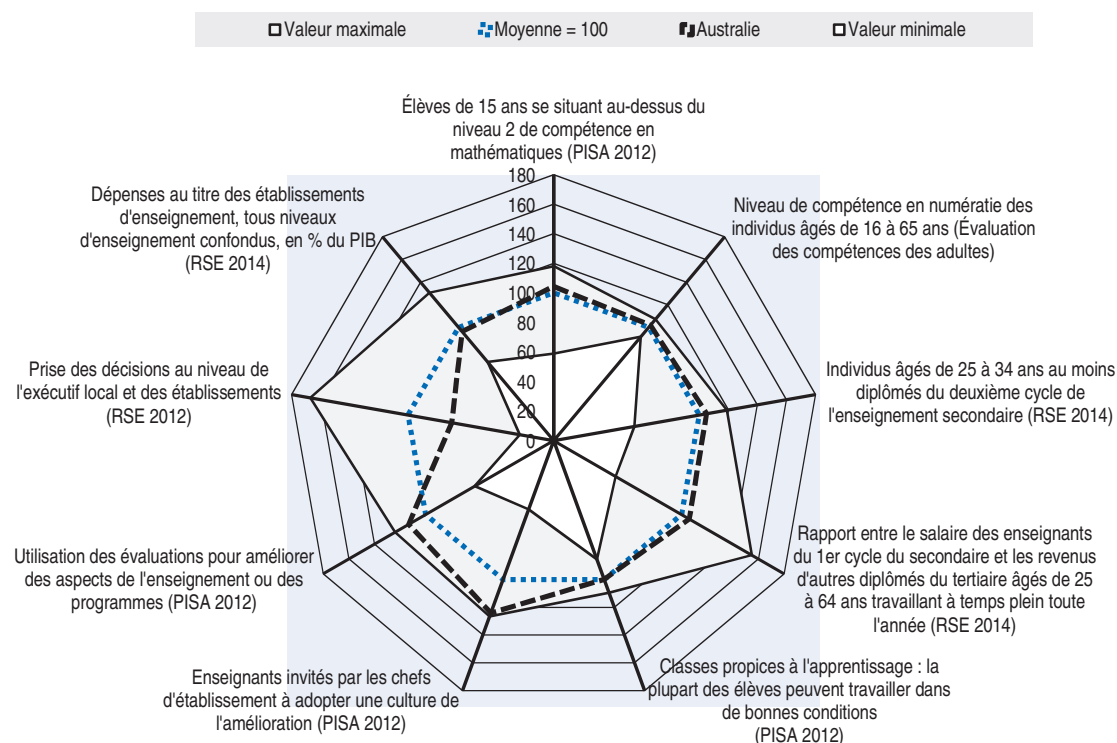 Valeur maximale Moyenne = 100 Australie Valeur minimale
Élèves de 15 ans se situant au-dessus du
niveau 2 de compétence en
mathématiques (PISA 2012)
Niveau de compétence en numératie des
individus âgés de 16 à 65 ans (Évaluation
des compétences des adultes)
Individus âgés de 25 à 34 ans au moins
diplômés du deuxième cycle de
l'enseignement secondaire (RSE 2014)
Rapport entre le salaire des enseignants
du 1er cycle du secondaire et les revenus
d'autres diplômés du tertiaire âgés de 25
à 64 ans travaillant à temps plein toute
l'année (RSE 2014)
Classes propices à l'apprentissage : la
plupart des élèves peuvent travailler dans
de bonnes conditions
(PISA 2012)
Enseignants invités par les chefs
d'établissement à adopter une culture de
l'amélioration (PISA 2012)
Utilisation des évaluations pour améliorer
des aspects de l'enseignement ou des
programmes (PISA 2012)
Prise des décisions au niveau de
l'exécutif local et des établissements
(RSE 2012)
Dépenses au titre des établissements
d'enseignement, tous niveaux
d'enseignement confondus, en % du PIB
(RSE 2014)
180
160
140
120
100
80
60
40
20
0